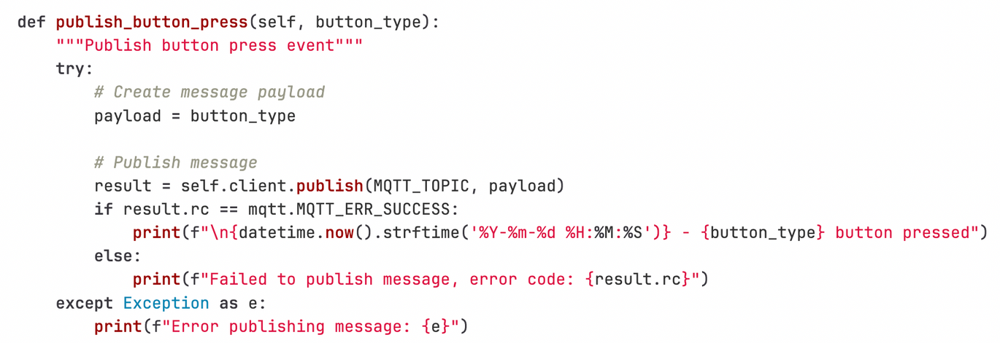 def publish_button_press(self, button_type):
    """Publish button press event"""
    try:
        # Create message payload
        payload = button_type

        # Publish message
        result = self.client.publish(MQTT_TOPIC, payload)
        if result.rc == mqtt.MQTT_ERR_SUCCESS:
            print(f"\n{datetime.now().strftime('%Y-%m-%d %H:%M:%S')} - {button_type} button pressed")
        else:
            print(f"Failed to publish message, error code: {result.rc}")
    except Exception as e:
        print(f"Error publishing message: {e}")